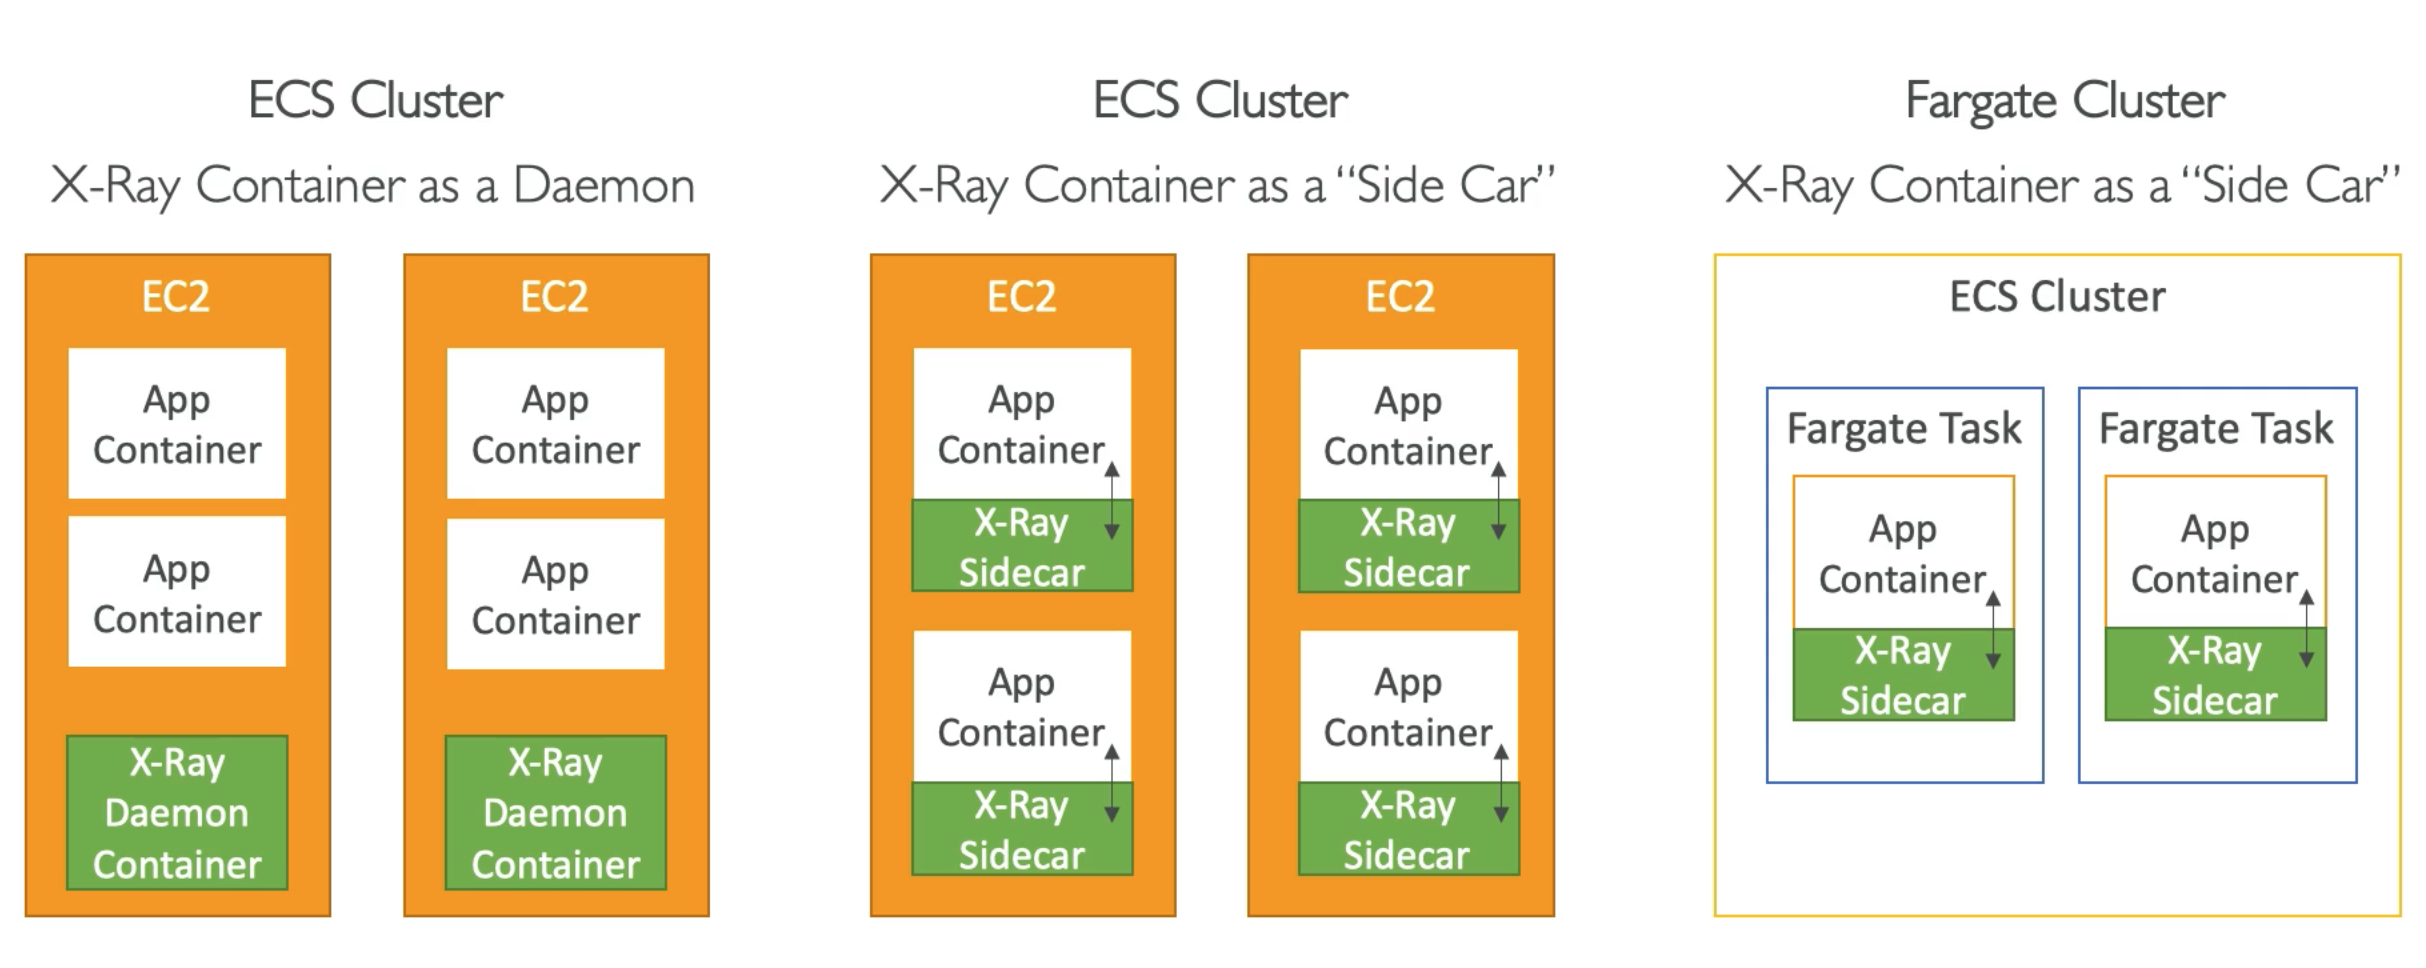 ECS Cluster
X-Ray Container as a Daemon
EC2
App
Container
App
Container
X-Ray
Daemon
Container
EC2
App
Container
App
Container
X-Ray
Daemon
Container
ECS Cluster
X-Ray Container as a “Side Car”
EC2
App
Container
X-Ray
Sidecar
App
Container
X-Ray
Sidecar
EC2
App
Container
X-Ray
Sidecar
App
Container
X-Ray
Sidecar
Fargate Cluster
X-Ray Container as a “Side Car”
ECS Cluster
Fargate Task
App
Container
X-Ray
Sidecar
Fargate Task
App
Container
X-Ray
Sidecar